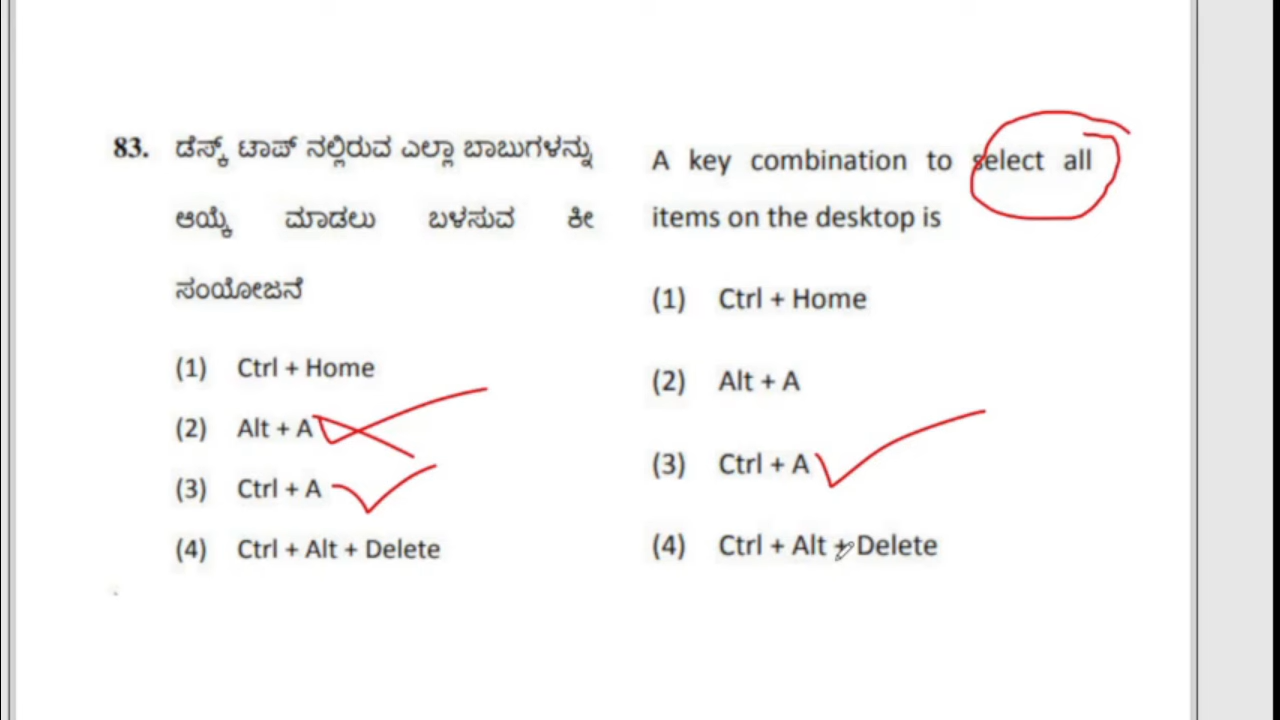 83. ಡೆಸ್ಕ್ ಟಾಪ್ ನಲ್ಲಿರುವ ಎಲ್ಲಾ ಬಾಬುಗಳನ್ನು
ಆಯ್ಕೆ ಮಾಡಲು ಬಳಸುವ ಕೀ
ಸಂಯೋಜನೆ
(1) Ctrl + Home
(2) Alt + A
(3) Ctrl + A
(4) Ctrl + Alt + Delete
A key combination to select all
items on the desktop is
(1) Ctrl + Home
(2) Alt + A
(3) Ctrl + A
(4) Ctrl + Alt + Delete